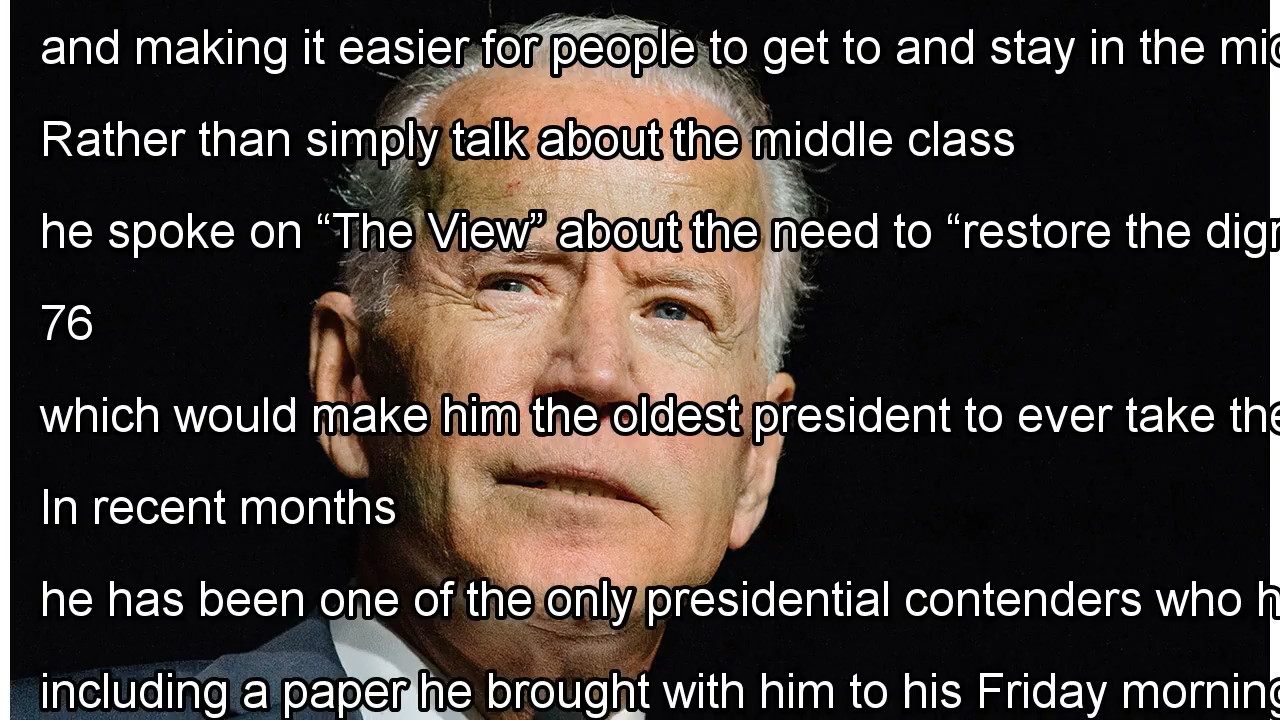 and making it easier for people to get to and stay in the
Rather than simply talk about the middle class
he spoke on “The View” about the need to “restore the
76
which would make him the oldest president to ever take
In recent months
he has been one of the only presidential contenders who
including a paper he brought with him to his Friday morning